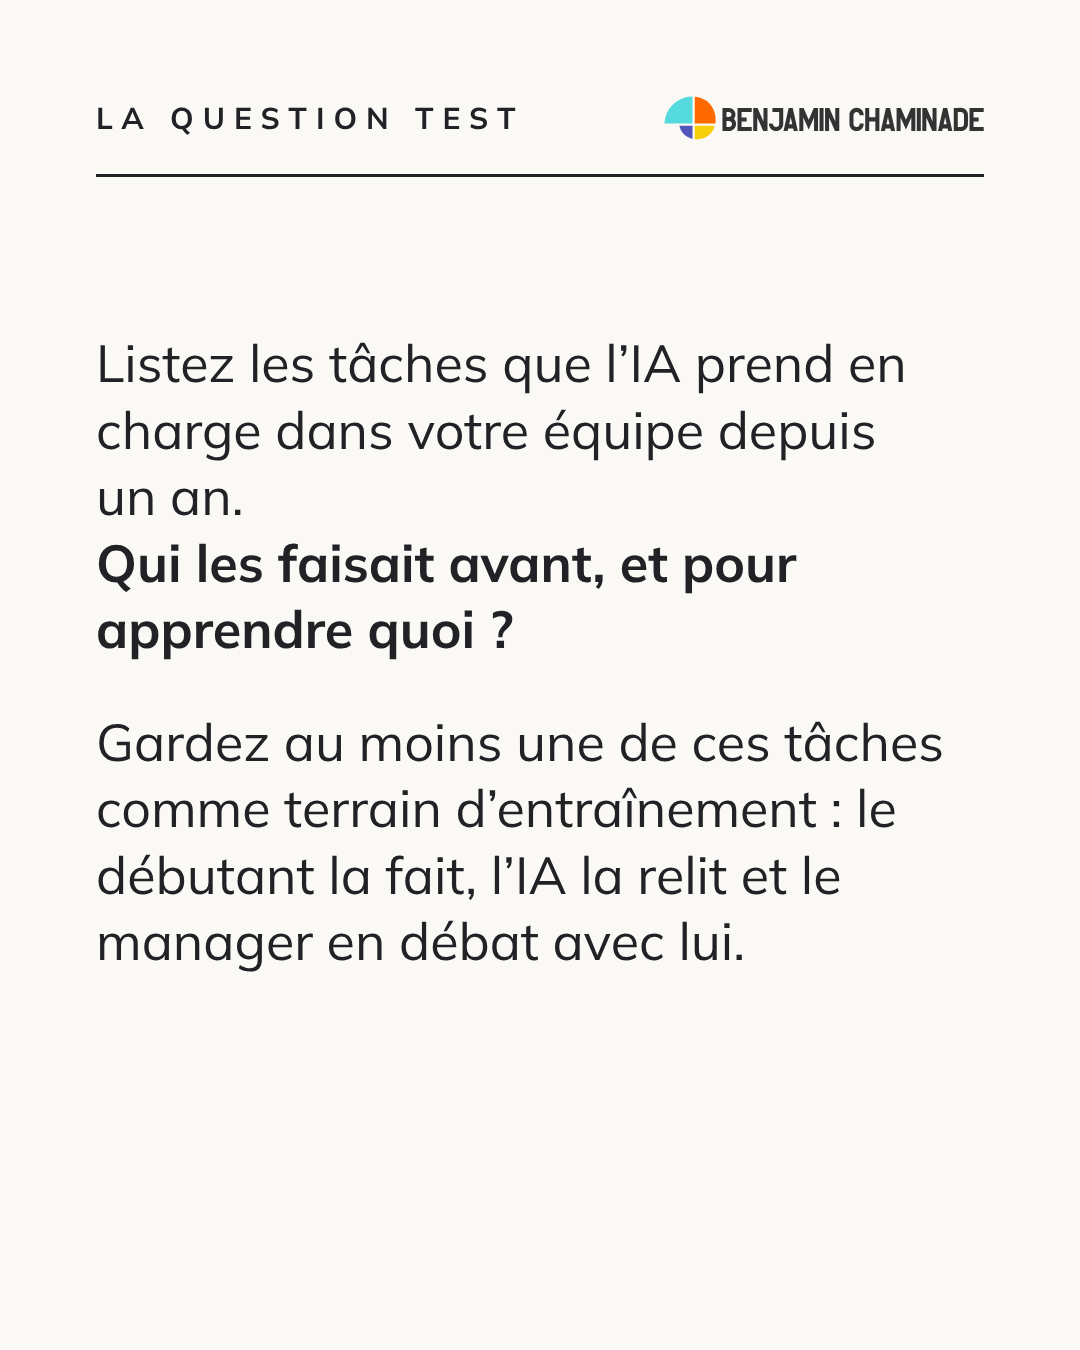 LA QUESTION TEST
BENJAMIN CHAMINADE
Listez les tâches que l’IA prend en
charge dans votre équipe depuis
un an.
Qui les faisait avant, et pour
apprendre quoi ?
Gardez au moins une de ces tâches
comme terrain d’entraînement : le
débutant la fait, l’IA la relit et le
manager en débat avec lui.